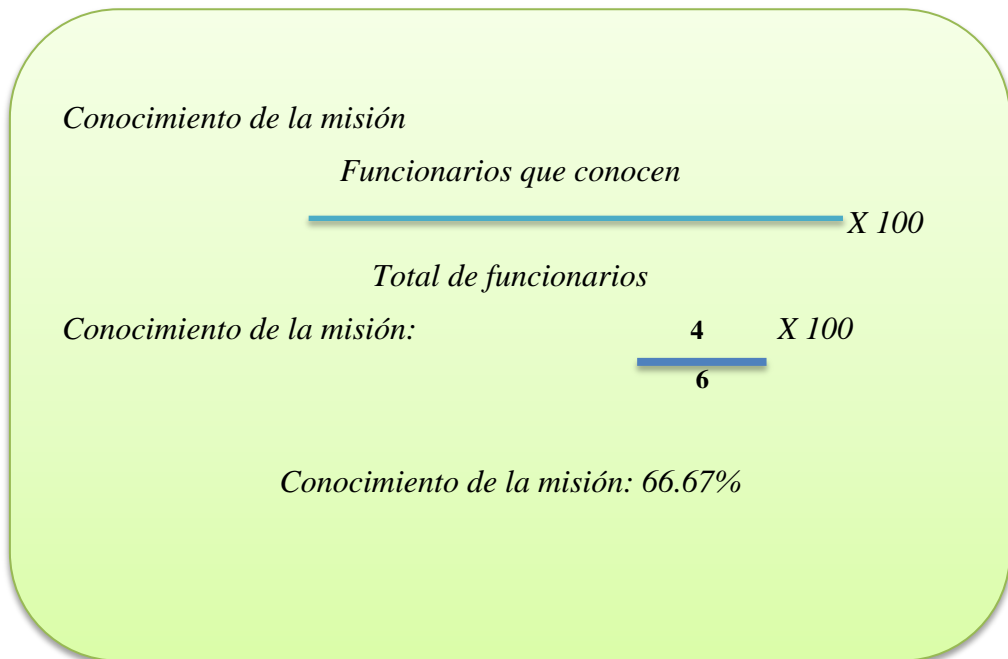 Conocimiento de la misión
Funcionarios que conocen
X 100
Total de funcionarios
Conocimiento de la misión: 4 X 100
6
Conocimiento de la misión: 66.67%